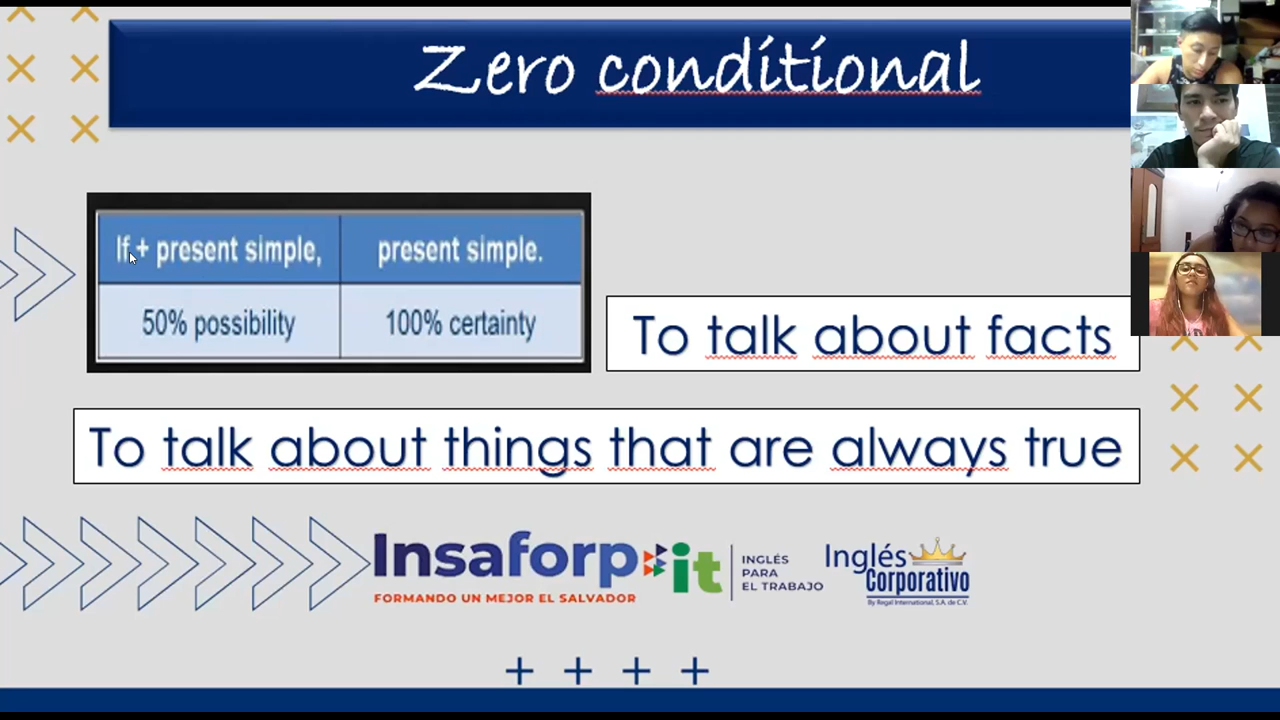 Zero conditional
If + present simple,
present simple.
50% possibility
100% certainty
To talk about facts
To talk about things that are always true
Insaforp
FORMANDO UN MEJOR EL SALVADOR
it
INGLÉS
PARA
EL TRABAJO
Inglés
Corporativo
By Regal International, S.A. de C.V.